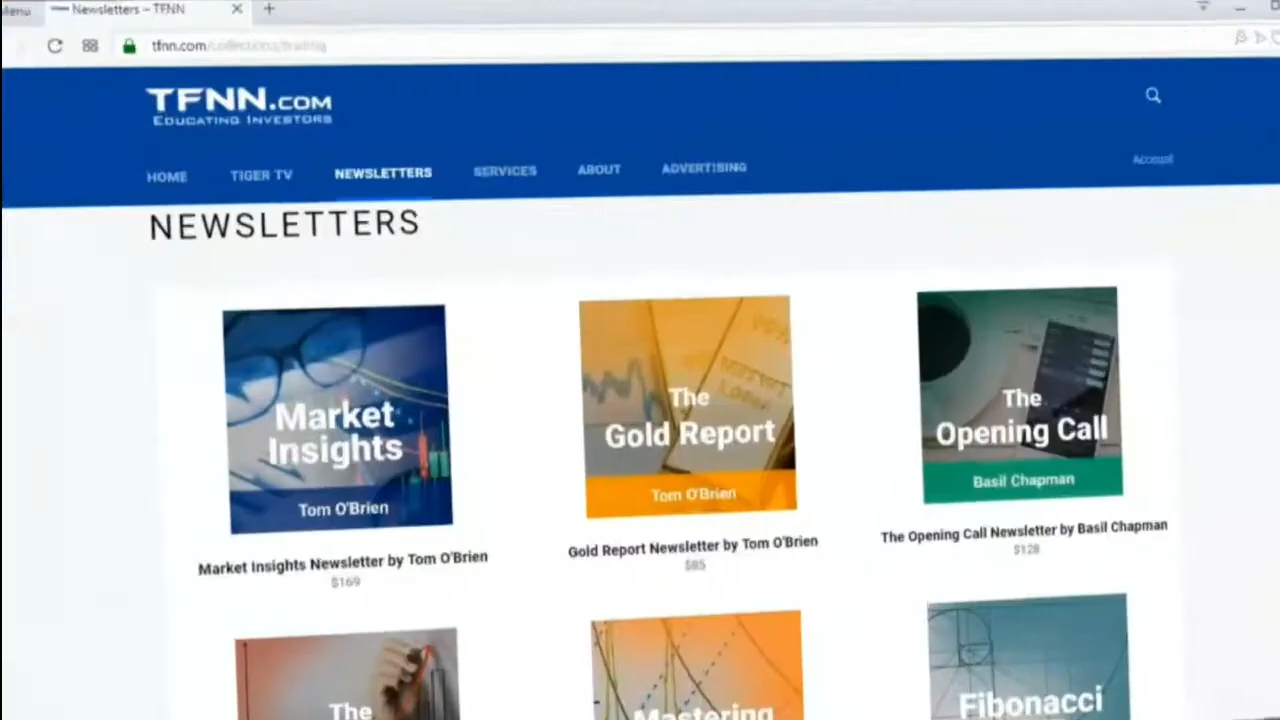 Newsletters – TFNN
tfnn.com/collections/trading
TFNN.COM
EDUCATING INVESTORS
HOME TIGER TV NEWSLETTERS SERVICES ABOUT ADVERTISING
Account
NEWSLETTERS
Market
Insights
Tom O'Brien
Market Insights Newsletter by Tom O'Brien
$169
The
Gold Report
Tom O'Brien
Gold Report Newsletter by Tom O'Brien
$85
The
Opening Call
Basil Chapman
The Opening Call Newsletter by Basil Chapman
$128
The
Mastering
Fibonacci